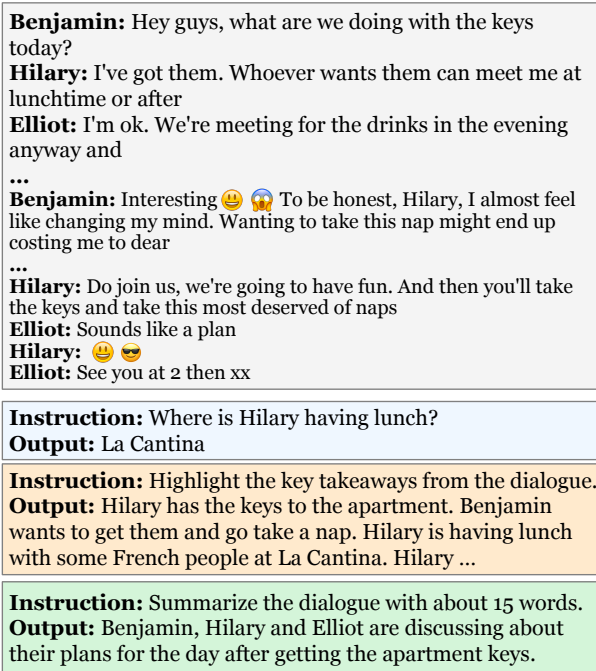 Benjamin: Hey guys, what are we doing with the keys
today?
Hilary: I've got them. Whoever wants them can meet me at
lunchtime or after
Elliot: I'm ok. We're meeting for the drinks in the evening
anyway and
...
Benjamin: Interesting😃 😱 To be honest, Hilary, I almost feel
like changing my mind. Wanting to take this nap might end up
costing me to dear
...
Hilary: Do join us, we're going to have fun. And then you'll take
the keys and take this most deserved of naps
Elliot: Sounds like a plan
Hilary: 😃 😎
Elliot: See you at 2 then xx
Instruction: Where is Hilary having lunch?
Output: La Cantina
Instruction: Highlight the key takeaways from the dialogue.
Output: Hilary has the keys to the apartment. Benjamin
wants to get them and go take a nap. Hilary is having lunch
with some French people at La Cantina. Hilary ...
Instruction: Summarize the dialogue with about 15 words.
Output: Benjamin, Hilary and Elliot are discussing about
their plans for the day after getting the apartment keys.